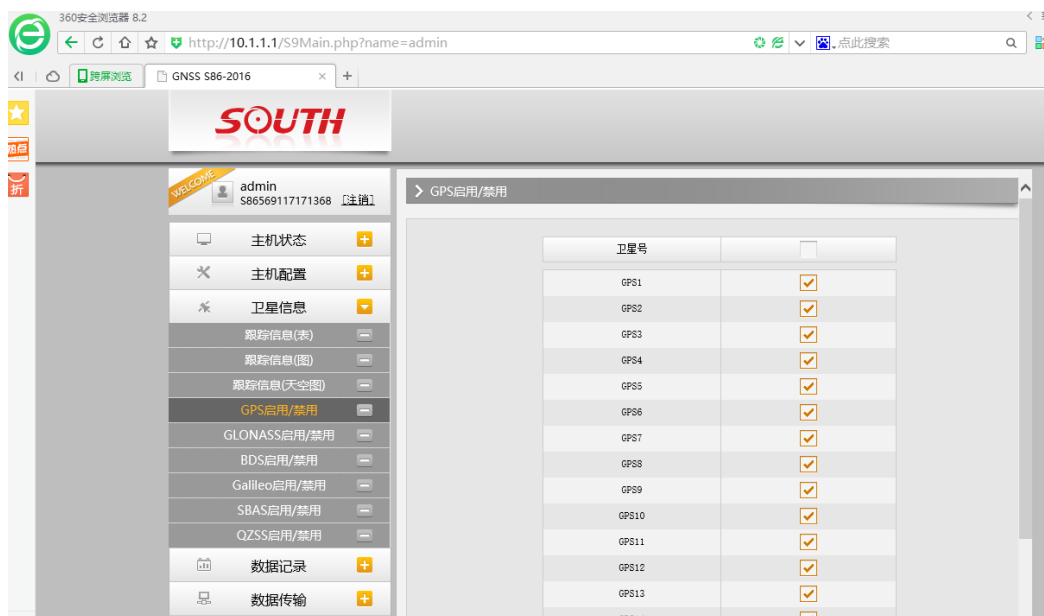 360安全浏览器 8.2
http://10.1.1.1/S9Main.php?name=admin
点此搜索
跨屏浏览
GNSS S86-2016
SOUTH
折
WELCOME
admin
S86569117171368 [注销]
主机状态
主机配置
卫星信息
跟踪信息(表)
跟踪信息(图)
跟踪信息(天空图)
GPS启用/禁用
GLONASS启用/禁用
BDS启用/禁用
Galileo启用/禁用
SBAS启用/禁用
QZSS启用/禁用
数据记录
数据传输
GPS启用/禁用
卫星号
GPS1
GPS2
GPS3
GPS4
GPS5
GPS6
GPS7
GPS8
GPS9
GPS10
GPS11
GPS12
GPS13